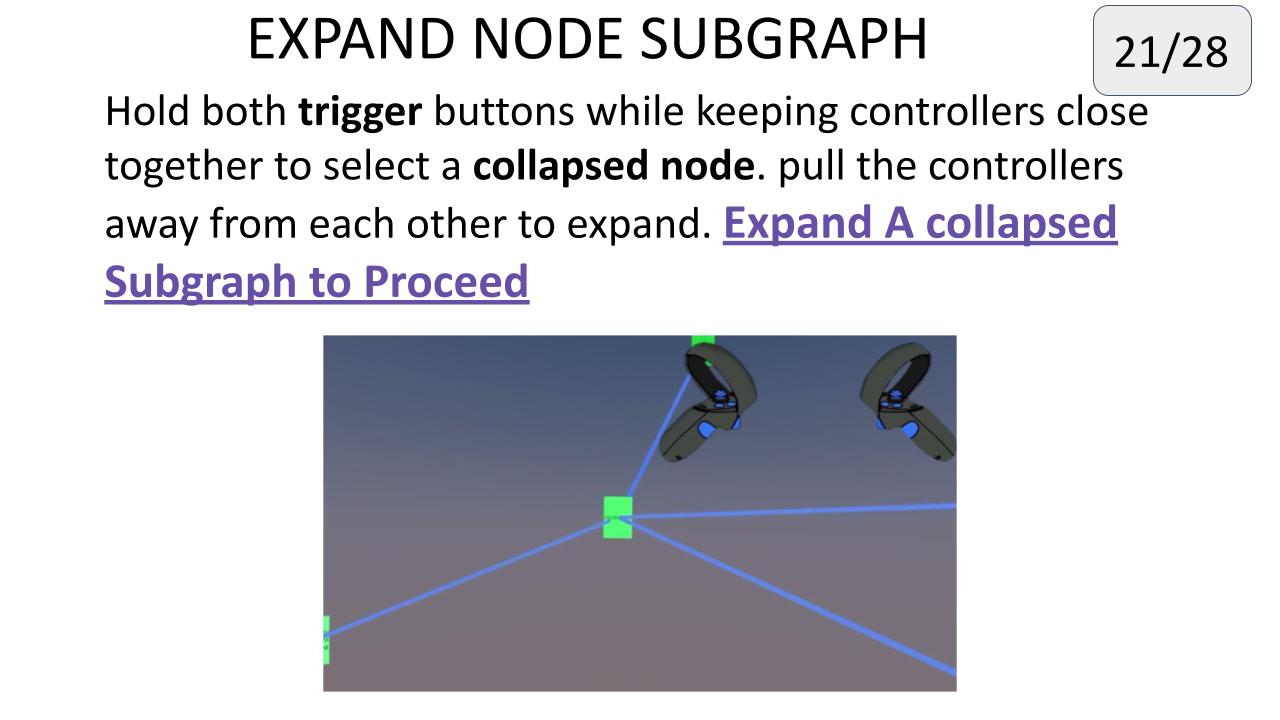 EXPAND NODE SUBGRAPH
21/28
Hold both trigger buttons while keeping controllers close
together to select a collapsed node. pull the controllers
away from each other to expand. Expand A collapsed
Subgraph to Proceed